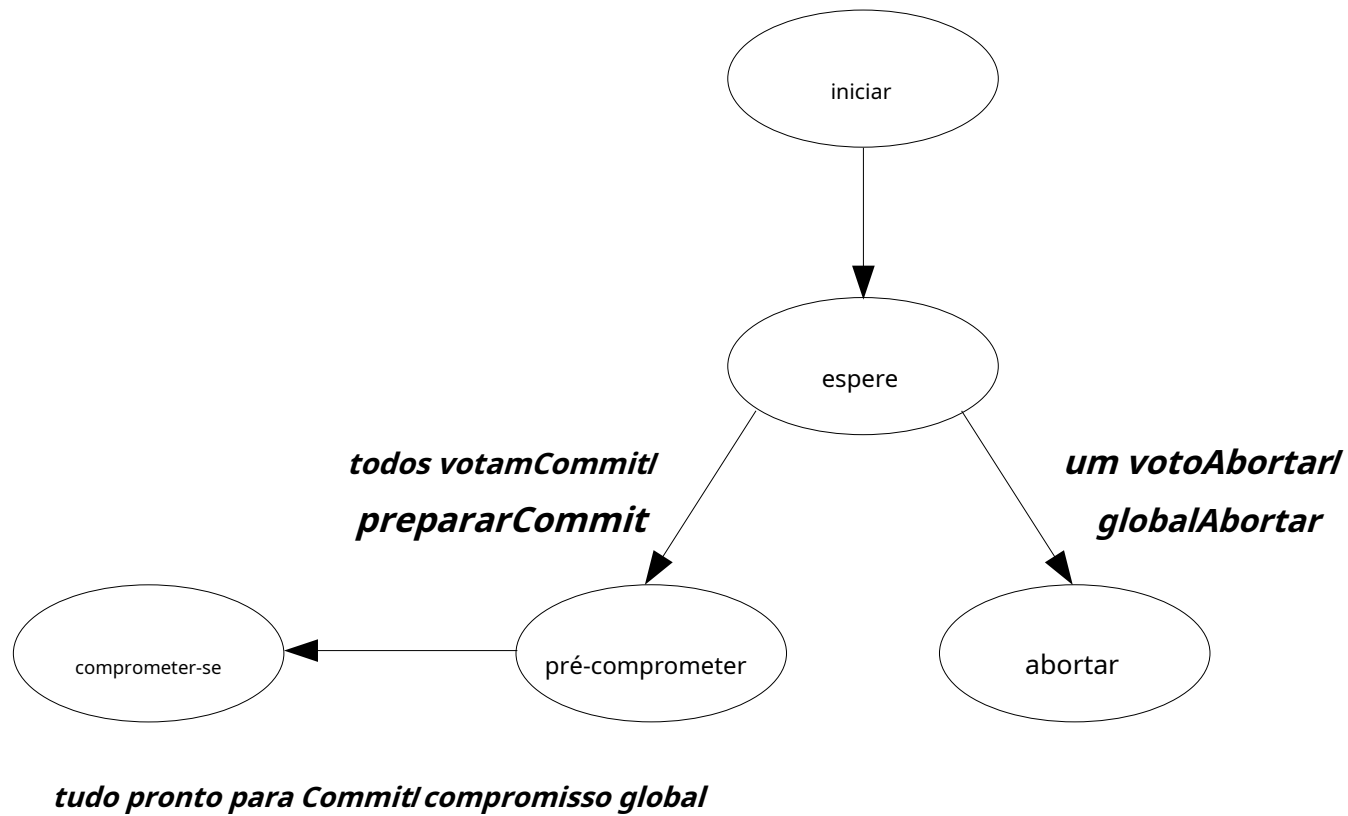 iniciar
espere
todos votamCommit/
prepararCommit
um votoAbortar/
globalAbortar
comprometer-se
pré-comprometer
abortar
tudo pronto para Commit/ compromisso global